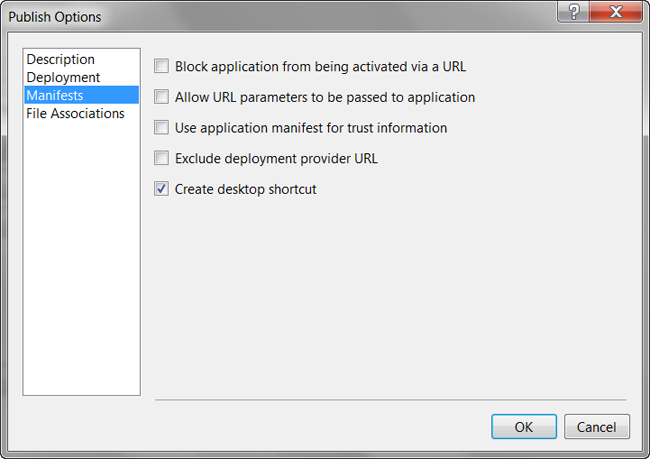 Publish Options
Description
Deployment
Manifests
File Associations
Block application from being activated via a URL
Allow URL parameters to be passed to application
Use application manifest for trust information
Exclude deployment provider URL
Create desktop shortcut
OK
Cancel